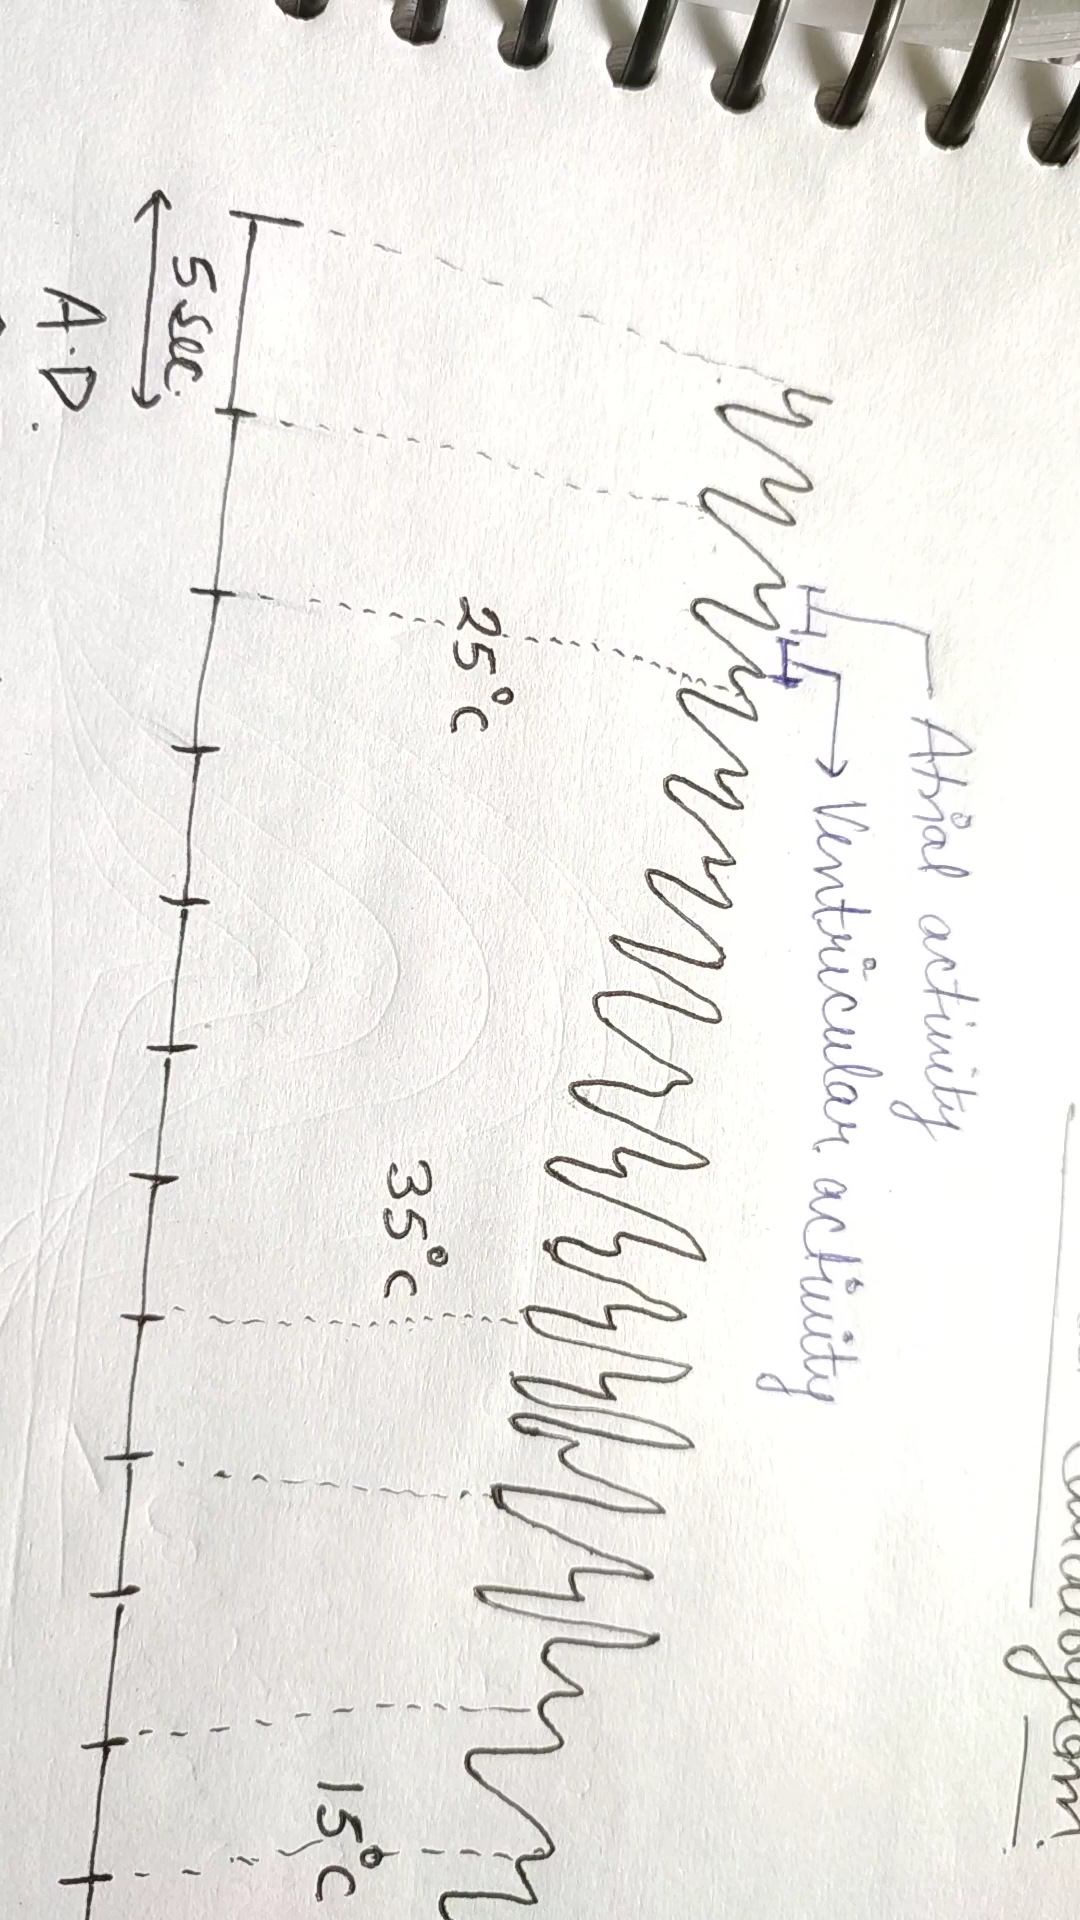 Atrial activity
Ventricular activity
25°c
35°c
15°c
5 sec.
A.D.